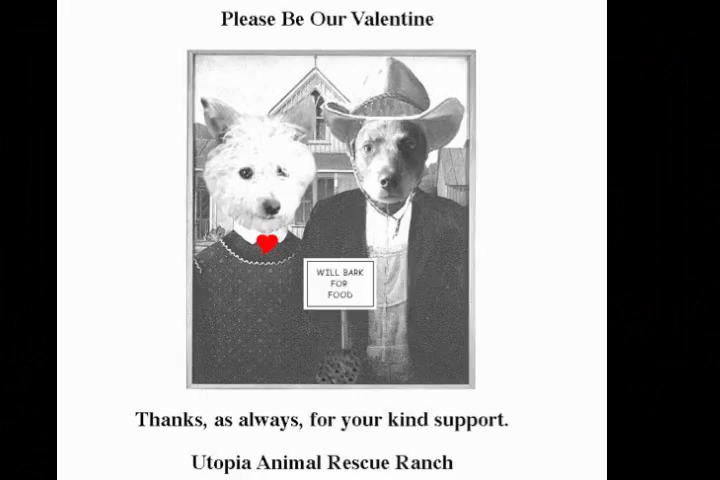 Please Be Our Valentine
WILL BARK
FOR
FOOD
Thanks, as always, for your kind support.
Utopia Animal Rescue Ranch